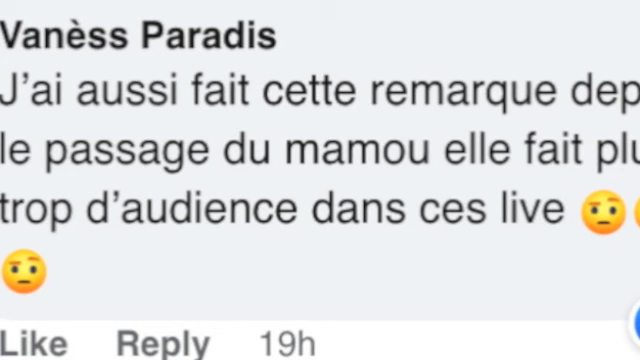 Vanèss Paradis
J’ai aussi fait cette remarque dep
le passage du mamou elle fait plu
trop d’audience dans ces live 🤨
🤨
Like Reply 19h